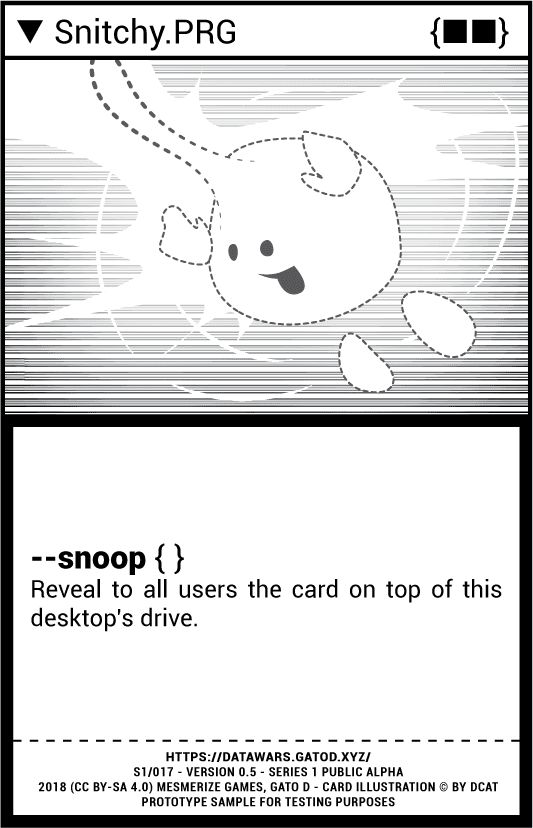 ▼ Snitchy.PRG {■■}
--snoop { }
Reveal to all users the card on top of this
desktop's drive.
HTTPS://DATAWARS.GATOD.XYZ/
S1/017 - VERSION 0.5 - SERIES 1 PUBLIC ALPHA
2018 (CC BY-SA 4.0) MESMERIZE GAMES, GATO D - CARD ILLUSTRATION © BY DCAT
PROTOTYPE SAMPLE FOR TESTING PURPOSES